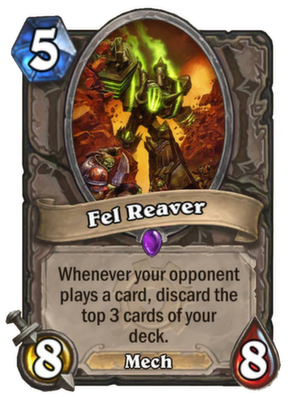 5
Fel Reaver
Whenever your opponent
plays a card, discard the
top 3 cards of your
deck.
8
Mech
8